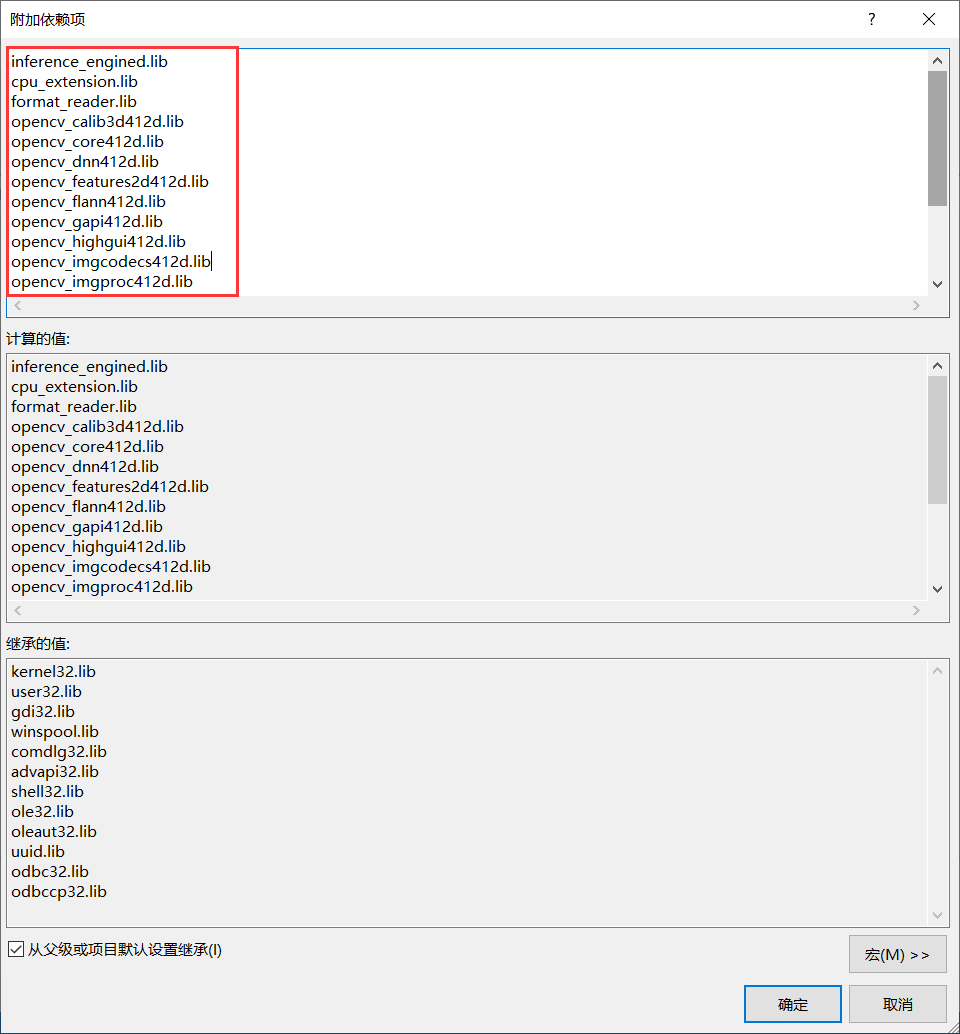 附加依赖项
?
inference_engined.lib
cpu_extension.lib
format_reader.lib
opencv_calib3d412d.lib
opencv_core412d.lib
opencv_dnn412d.lib
opencv_features2d412d.lib
opencv_flann412d.lib
opencv_gapi412d.lib
opencv_highgui412d.lib
opencv_imgcodecs412d.lib
opencv_imgproc412d.lib
计算的值:
inference_engined.lib
cpu_extension.lib
format_reader.lib
opencv_calib3d412d.lib
opencv_core412d.lib
opencv_dnn412d.lib
opencv_features2d412d.lib
opencv_flann412d.lib
opencv_gapi412d.lib
opencv_highgui412d.lib
opencv_imgcodecs412d.lib
opencv_imgproc412d.lib
继承的值:
kernel32.lib
user32.lib
gdi32.lib
winspool.lib
comdlg32.lib
advapi32.lib
shell32.lib
ole32.lib
oleaut32.lib
uuid.lib
odbc32.lib
odbccp32.lib
从父级或项目默认设置继承(I)
宏(M) >>
确定
取消